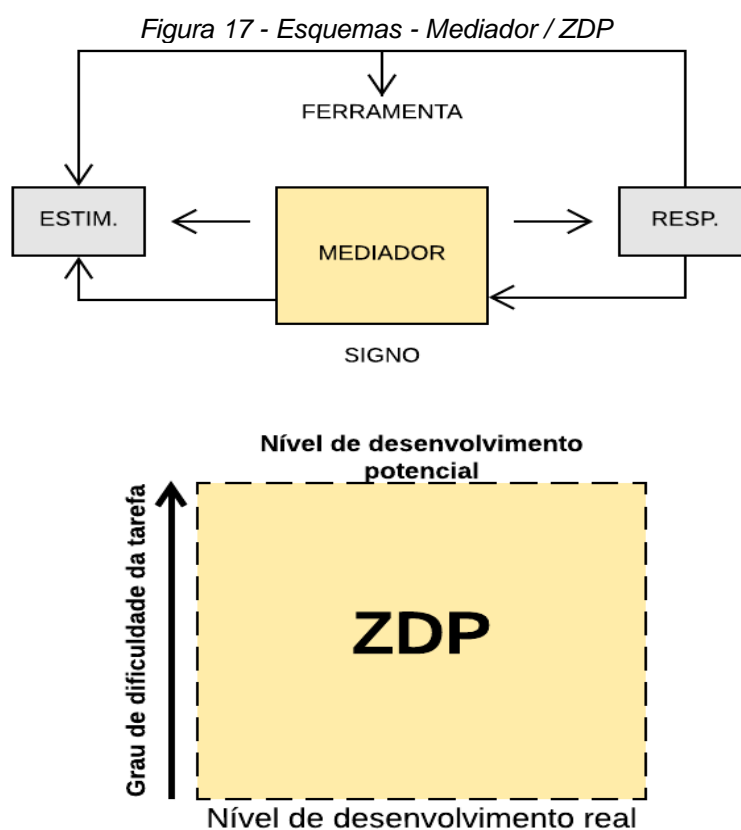 Figura 17 - Esquemas - Mediador / ZDP
FERRAMENTA
ESTIM.
MEDIADOR
RESP.
SIGNO
Nível de desenvolvimento
potencial
Grau de dificuldade da tarefa
ZDP
Nível de desenvolvimento real